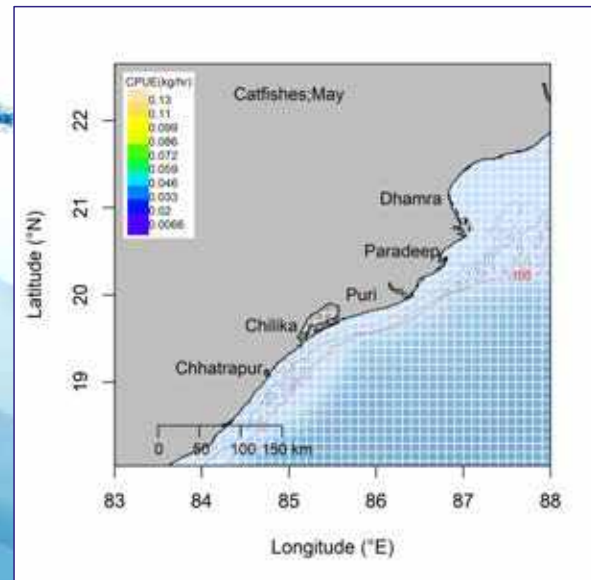 CPUE(kg/hr)
0.13
0.11
0.099
0.086
0.072
0.059
0.046
0.033
0.02
0.0066
Catfishes;May
Dhamra
Paradeep
Puri
Chilika
Chhatrapur
100
0 50 100 150 km
22
21
20
19
Latitude (°N)
83 84 85 86 87 88
Longitude (°E)